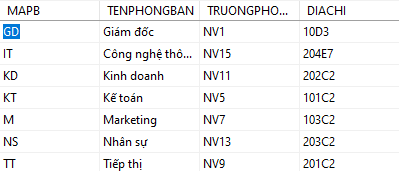 MAPB TENPHONGBAN TRUONGPHO... DIACHI
GD Giám đốc NV1 10D3
IT Công nghệ thô... NV15 204E7
KD Kinh doanh NV11 202C2
KT Kế toán NV5 101C2
M Marketing NV7 103C2
NS Nhân sự NV13 203C2
TT Tiếp thị NV9 201C2